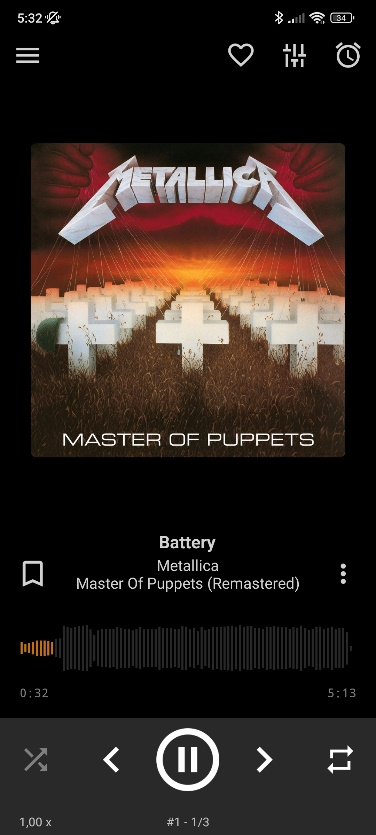 5:32
34
METALLICA
MASTER OF PUPPETS
Battery
Metallica
Master Of Puppets (Remastered)
0:32
5:13
1,00 x
#1 - 1/3